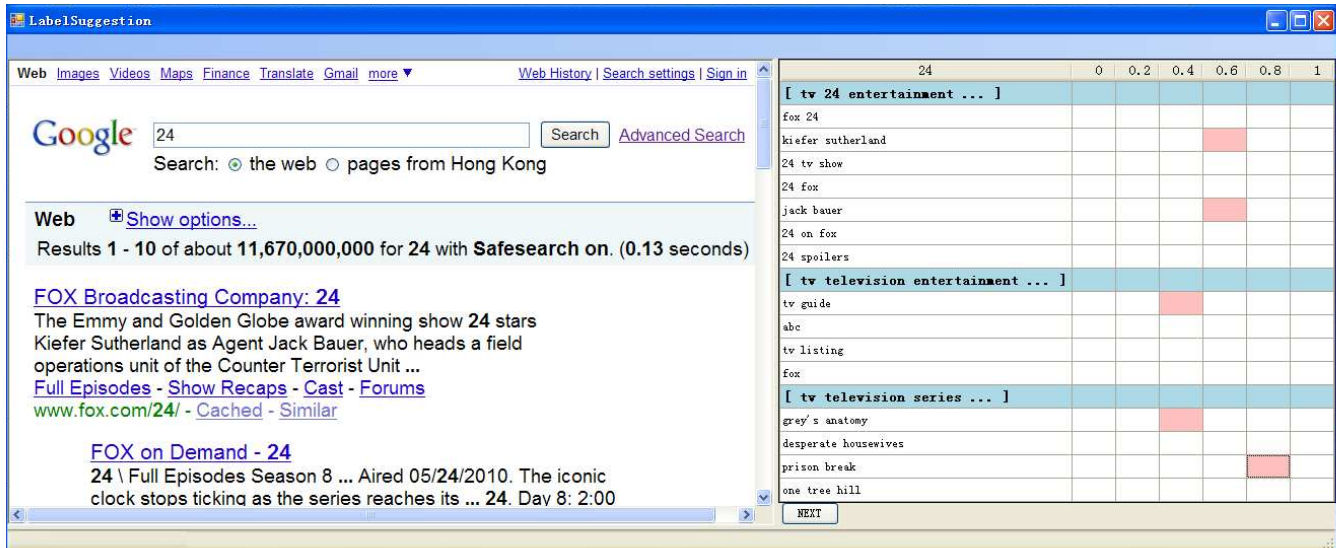 LabelSuggestion
Web Images Videos Maps Finance Translate Gmail more ▼ Web History | Search settings | Sign in
Google 24 Search Advanced Search
Search: the web pages from Hong Kong
Web Show options...
Results 1 - 10 of about 11,670,000,000 for 24 with Safesearch on. (0.13 seconds)
FOX Broadcasting Company: 24
The Emmy and Golden Globe award winning show 24 stars
Kiefer Sutherland as Agent Jack Bauer, who heads a field
operations unit of the Counter Terrorist Unit ...
Full Episodes - Show Recaps - Cast - Forums
www.fox.com/24/ - Cached - Similar
FOX on Demand - 24
24 \ Full Episodes Season 8 ... Aired 05/24/2010. The iconic
clock stops ticking as the series reaches its ... 24. Day 8: 2:00
24 0 0.2 0.4 0.6 0.8 1
[ tv 24 entertainment ... ]
fox 24
kiefer sutherland
24 tv show
24 fox
jack bauer
24 on fox
24 spoilers
[ tv television entertainment ... ]
tv guide
abc
tv listing
fox
[ tv television series ... ]
grey's anatomy
desperate housewives
prison break
one tree hill
NEXT